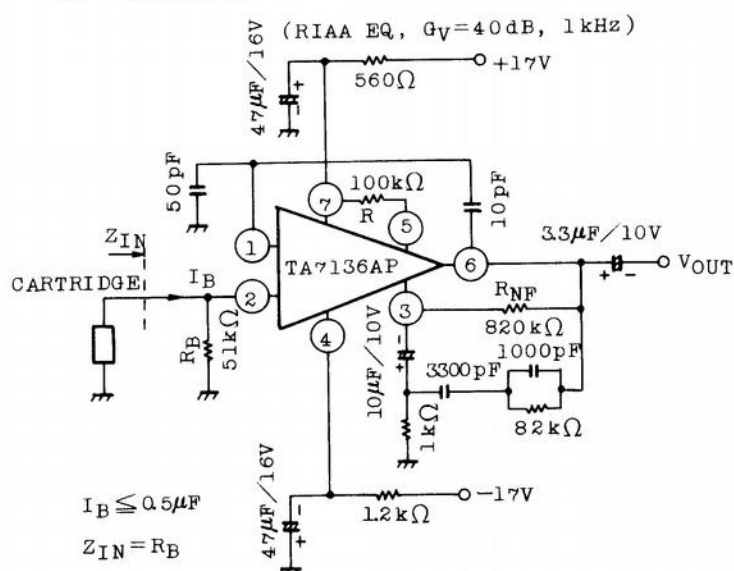 (RIAA EQ, GV=40dB, 1kHz)
47μF/16V
+
-
560Ω
+17V
50pF
100kΩ
R
7
5
10pF
1
TA7136AP
6
3.3μF/10V
+ -
VOUT
ZIN
CARTRIDGE
IB
2
RB
51kΩ
4
3
RNF
820kΩ
10μF/10V
-
+
3300pF
1000pF
82kΩ
1kΩ
47μF/16V
-
+
1.2kΩ
-17V
IB≦0.5μF
ZIN=RB